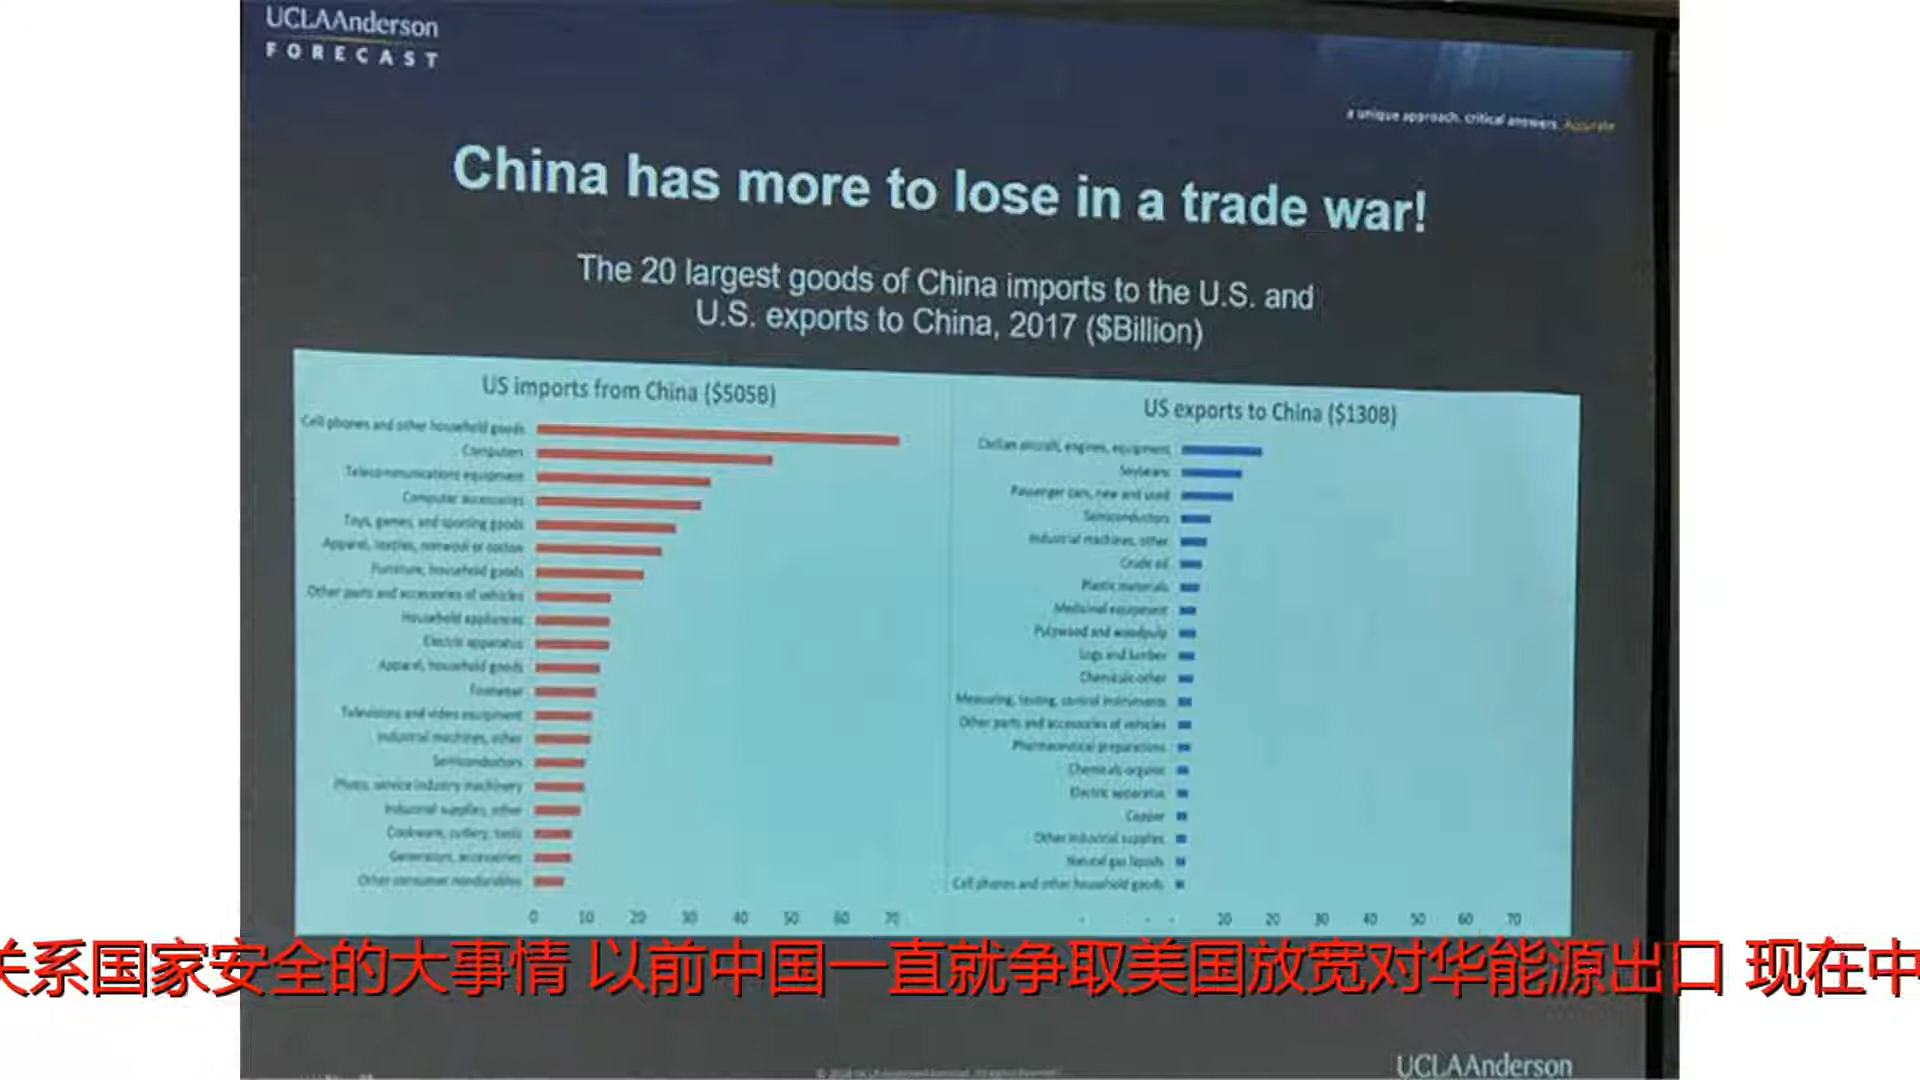 UCLAAnderson
FORECAST
a unique approach. critical answers. Accurate
China has more to lose in a trade war!
The 20 largest goods of China imports to the U.S. and
U.S. exports to China, 2017 ($Billion)
US imports from China ($505B)
Cell phones and other household goods
Computers
Telecommunications equipment
Computer accessories
Toys, games, and sporting goods
Apparel, textiles, nonwool or cotton
Furniture, household goods
Other parts and accessories of vehicles
Household appliances
Electric apparatus
Apparel, household goods
Footwear
Televisions and video equipment
Industrial machines, other
Semiconductors
Photo, service industry machinery
Industrial supplies, other
Cookware, cutlery, tools
Generators, accessories
Other consumer nondurables
0 10 20 30 40 50 60 70
US exports to China ($130B)
Civilian aircraft, engines, equipment
Soybeans
Passenger cars, new and used
Semiconductors
Industrial machines, other
Crude oil
Plastic materials
Medicinal equipment
Pulpwood and woodpulp
Logs and lumber
Chemicals-other
Measuring, testing, control instruments
Other parts and accessories of vehicles
Pharmaceutical preparations
Chemicals-organic
Electric apparatus
Copper
Other industrial supplies
Natural gas liquids
Cell phones and other household goods
10 20 30 40 50 60 70
关系国家安全的大事情 以前中国一直就争取美国放宽对华能源出口 现在中
UCLAAnderson